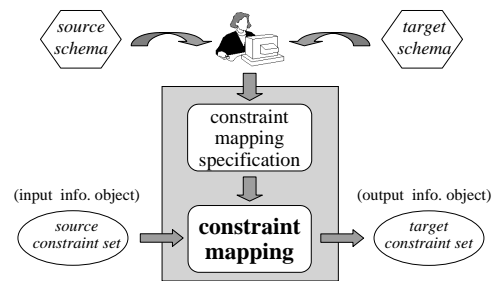 source
schema
target
schema
constraint
mapping
specification
(input info. object)
(output info. object)
source
constraint set
constraint
mapping
target
constraint set